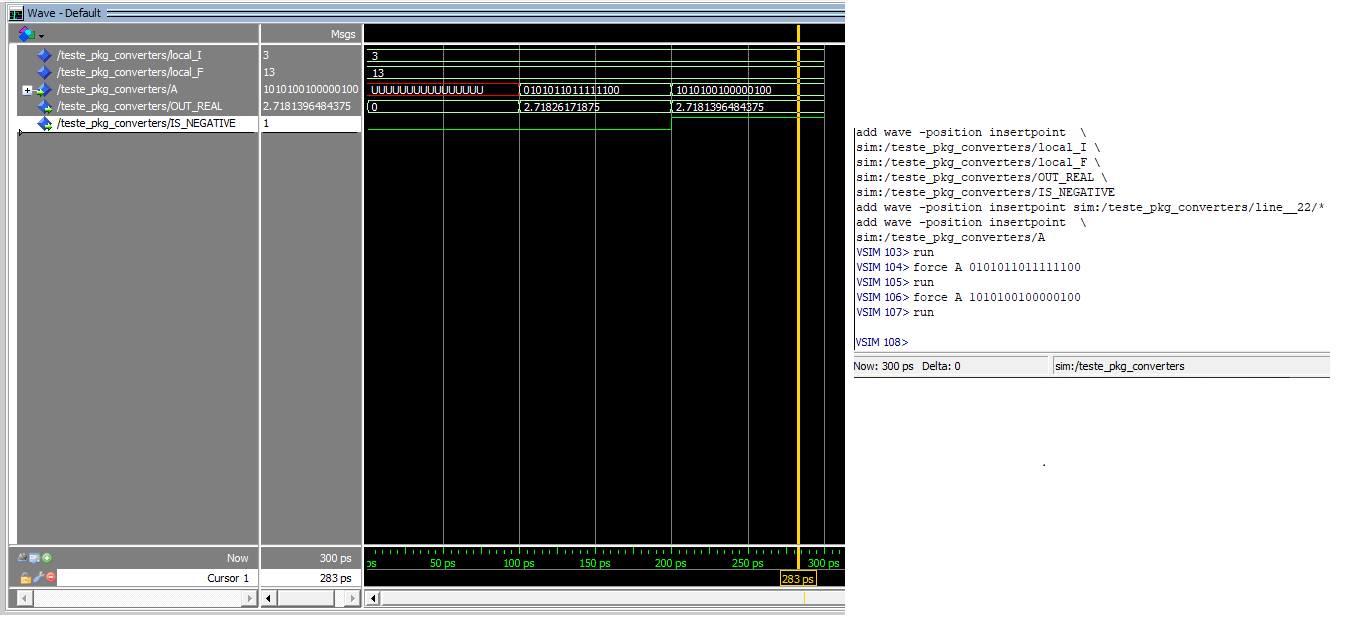 Wave - Default
Msgs
/teste_pkg_converters/local_I 3 3
/teste_pkg_converters/local_F 13 13
/teste_pkg_converters/A 1010100100000100 UUUUUUUUUUUUUUUU 0101011011111100 1010100100000100
/teste_pkg_converters/OUT_REAL 2.7181396484375 0 2.71826171875 2.7181396484375
/teste_pkg_converters/IS_NEGATIVE 1
add wave -position insertpoint \
sim:/teste_pkg_converters/local_I \
sim:/teste_pkg_converters/local_F \
sim:/teste_pkg_converters/OUT_REAL \
sim:/teste_pkg_converters/IS_NEGATIVE
add wave -position insertpoint sim:/teste_pkg_converters/line__22/*
add wave -position insertpoint \
sim:/teste_pkg_converters/A
VSIM 103> run
VSIM 104> force A 0101011011111100
VSIM 105> run
VSIM 106> force A 1010100100000100
VSIM 107> run
VSIM 108>
Now: 300 ps Delta: 0 sim:/teste_pkg_converters
Now 300 ps ps 50 ps 100 ps 150 ps 200 ps 250 ps 300 ps
Cursor 1 283 ps 283 ps